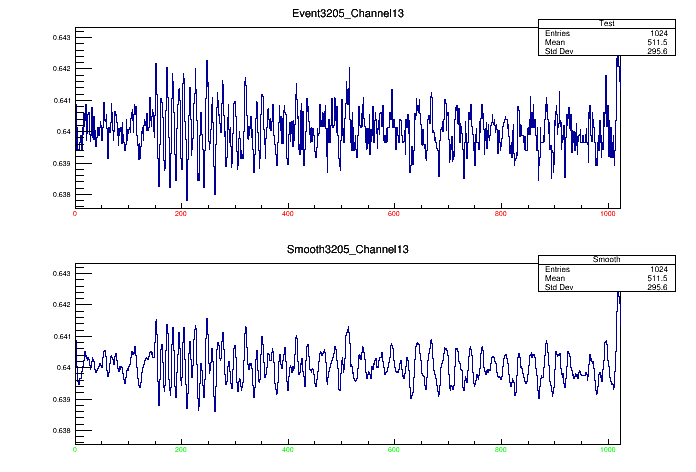 Event3205_Channel13
Test
Entries 1024
Mean 511.5
Std Dev 295.6
0.643
0.642
0.641
0.64
0.639
0.638
0 200 400 600 800 1000
Smooth3205_Channel13
Smooth
Entries 1024
Mean 511.5
Std Dev 295.6
0.643
0.642
0.641
0.64
0.639
0.638
0 200 400 600 800 1000